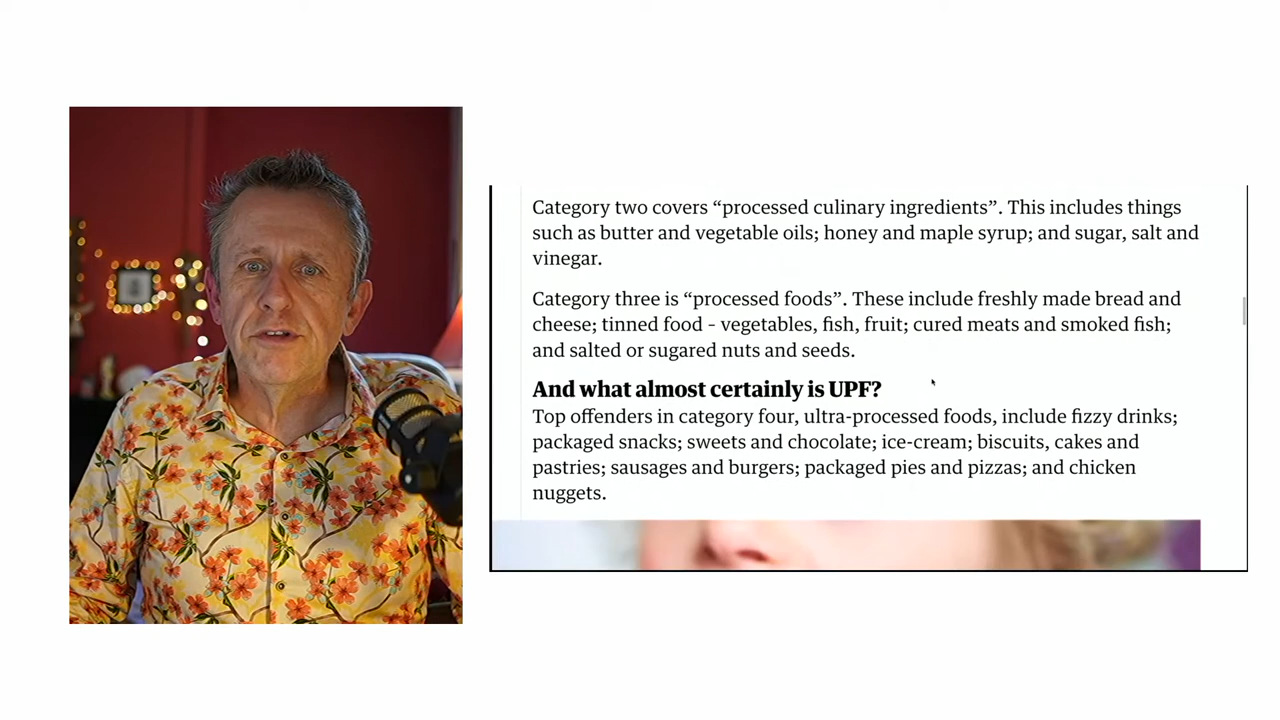 Category two covers “processed culinary ingredients”. This includes things
such as butter and vegetable oils; honey and maple syrup; and sugar, salt and
vinegar.
Category three is “processed foods”. These include freshly made bread and
cheese; tinned food – vegetables, fish, fruit; cured meats and smoked fish;
and salted or sugared nuts and seeds.
And what almost certainly is UPF?
Top offenders in category four, ultra-processed foods, include fizzy drinks;
packaged snacks; sweets and chocolate; ice-cream; biscuits, cakes and
pastries; sausages and burgers; packaged pies and pizzas; and chicken
nuggets.